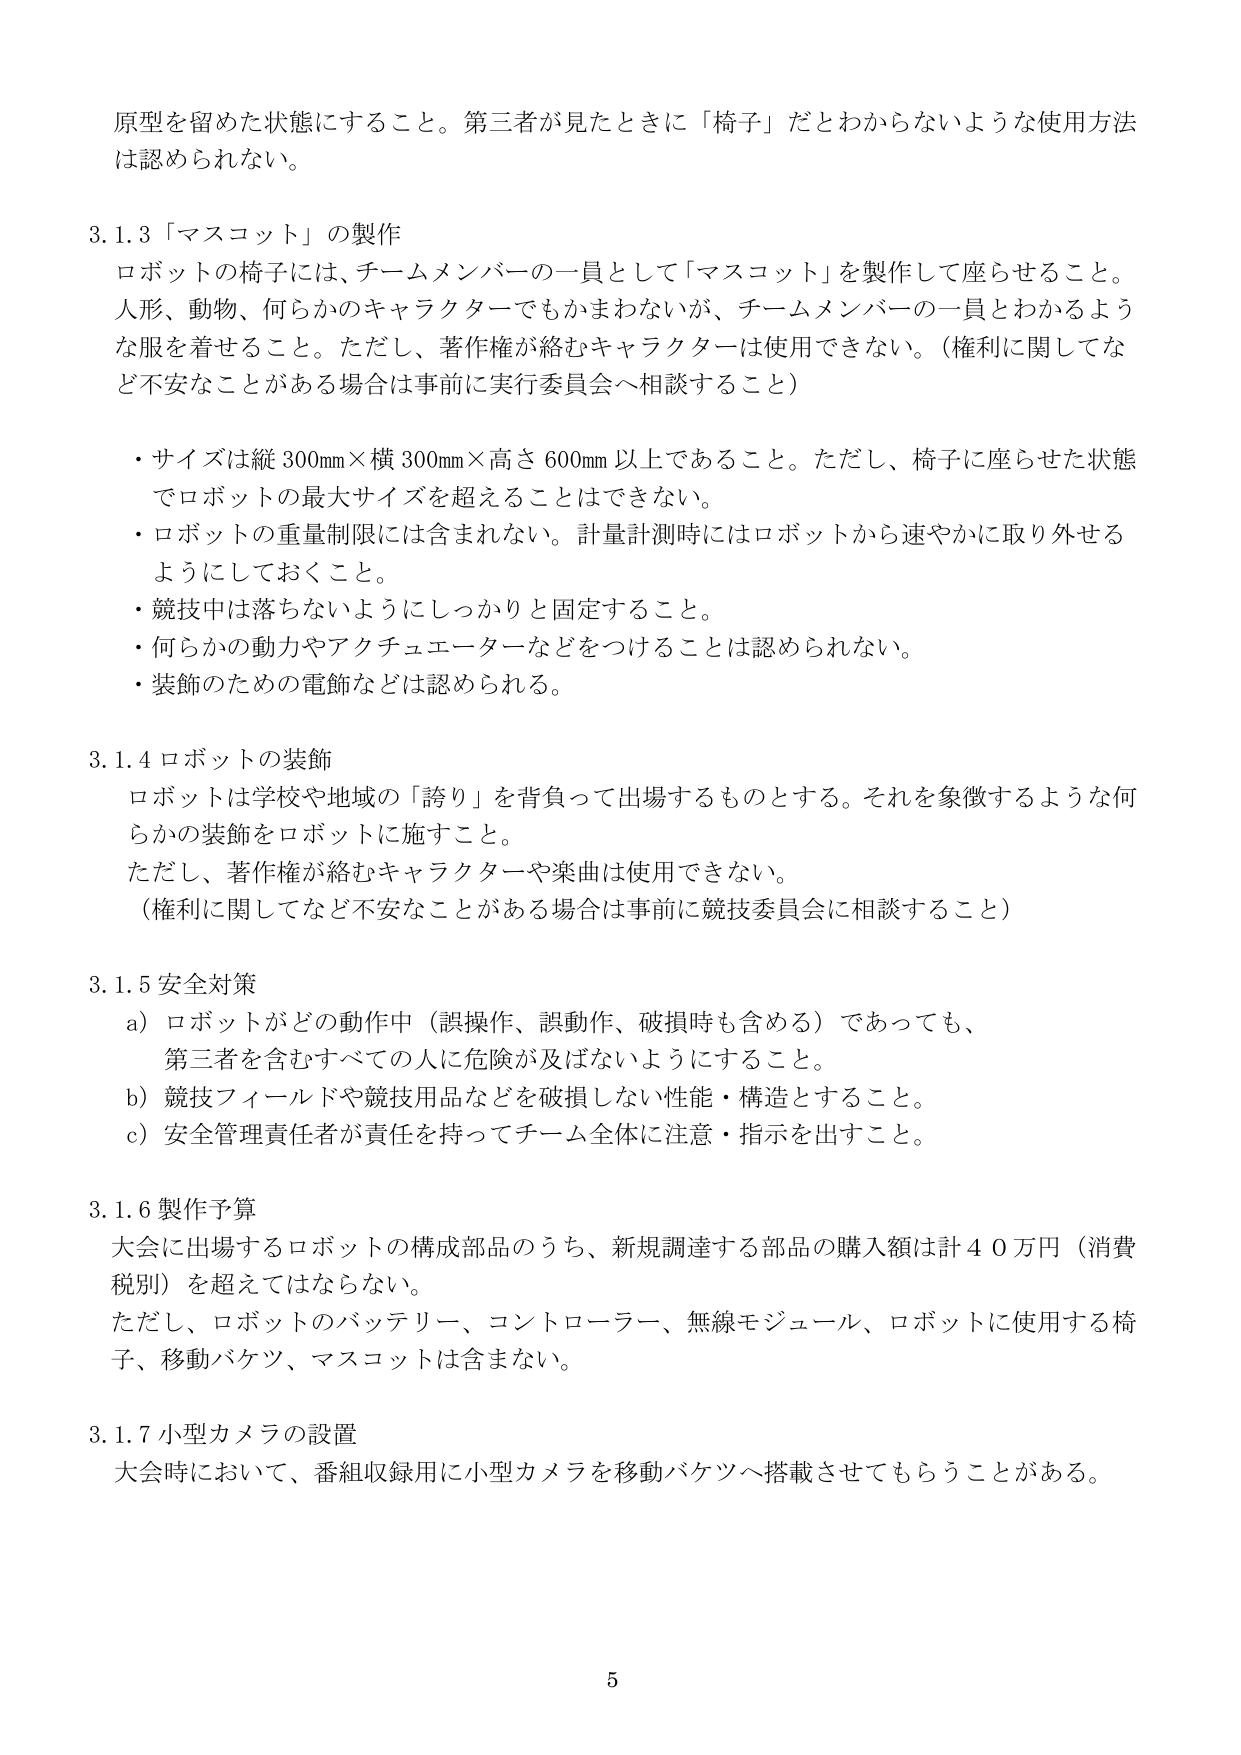 原型を留めた状態にすること。第三者が見たときに「椅子」だとわからないような使用方法
は認められない。
3.1.3「マスコット」の製作
ロボットの椅子には、チームメンバーの一員として「マスコット」を製作して座らせること。
人形、動物、何らかのキャラクターでもかまわないが、チームメンバーの一員とわかるよう
な服を着せること。ただし、著作権が絡むキャラクターは使用できない。（権利に関してな
ど不安なことがある場合は事前に実行委員会へ相談すること）
・サイズは縦 300㎜×横 300㎜×高さ 600㎜ 以上であること。ただし、椅子に座らせた状態
でロボットの最大サイズを超えることはできない。
・ロボットの重量制限には含まれない。計量計測時にはロボットから速やかに取り外せる
ようにしておくこと。
・競技中は落ちないようにしっかりと固定すること。
・何らかの動力やアクチュエーターなどをつけることは認められない。
・装飾のための電飾などは認められる。
3.1.4 ロボットの装飾
ロボットは学校や地域の「誇り」を背負って出場するものとする。それを象徴するような何
らかの装飾をロボットに施すこと。
ただし、著作権が絡むキャラクターや楽曲は使用できない。
（権利に関してなど不安なことがある場合は事前に競技委員会に相談すること）
3.1.5 安全対策
a）ロボットがどの動作中（誤操作、誤動作、破損時も含める）であっても、
第三者を含むすべての人に危険が及ばないようにすること。
b）競技フィールドや競技用品などを破損しない性能・構造とすること。
c）安全管理責任者が責任を持ってチーム全体に注意・指示を出すこと。
3.1.6 製作予算
大会に出場するロボットの構成部品のうち、新規調達する部品の購入額は計４０万円（消費
税別）を超えてはならない。
ただし、ロボットのバッテリー、コントローラー、無線モジュール、ロボットに使用する椅
子、移動バケツ、マスコットは含まない。
3.1.7 小型カメラの設置
大会時において、番組収録用に小型カメラを移動バケツへ搭載させてもらうことがある。
5